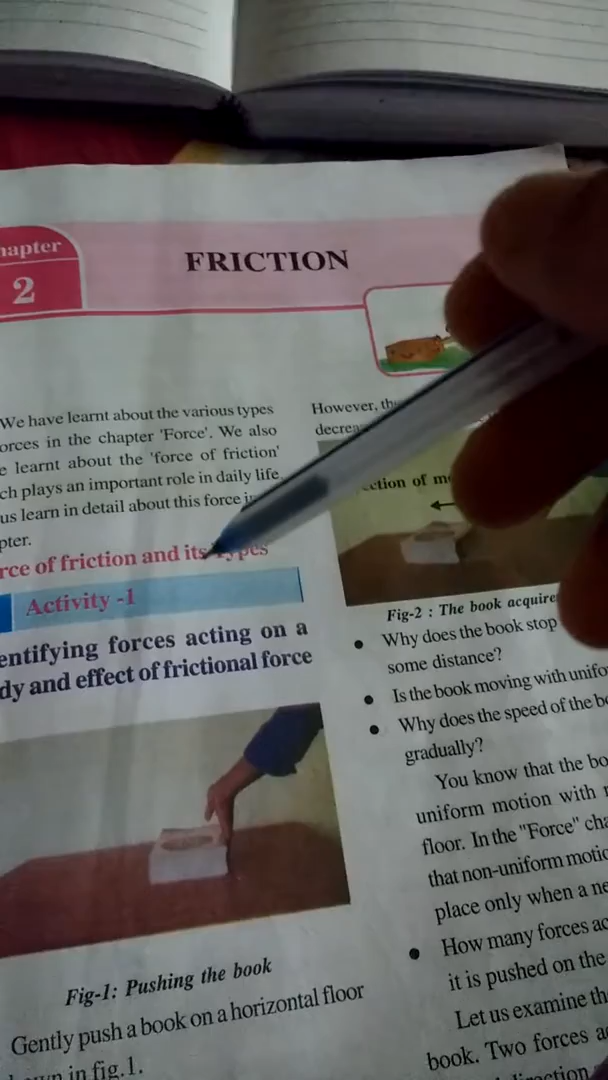 hapter
2
FRICTION
We have learnt about the various types
orces in the chapter 'Force'. We also
e learnt about the 'force of friction'
ch plays an important role in daily life.
us learn in detail about this force
pter.
rce of friction and its Types
Activity -1
entifying forces acting on a
dy and effect of frictional force
Fig-1: Pushing the book
Gently push a book on a horizontal floor
in fig.1.
However, th
decrea
ction of m
Fig-2 : The book acquire
• Why does the book stop
some distance?
• Is the book moving with unifo
• Why does the speed of the b
gradually?
You know that the bo
uniform motion with r
floor. In the "Force" cha
that non-uniform motio
place only when a ne
• How many forces ac
it is pushed on the
Let us examine th
book. Two forces a